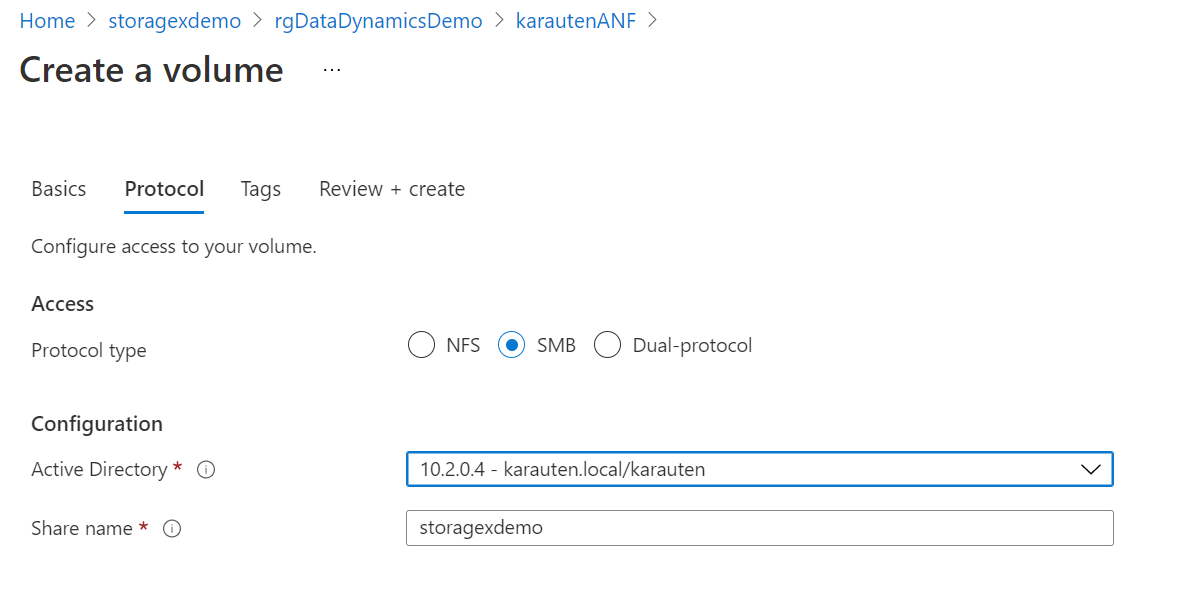 Home > storagexdemo > rgDataDynamicsDemo > karautenANF >
Create a volume ...
Basics Protocol Tags Review + create
Configure access to your volume.
Access
Protocol type NFS SMB Dual-protocol
Configuration
Active Directory * 10.2.0.4 - karauten.local/karauten
Share name * storagexdemo